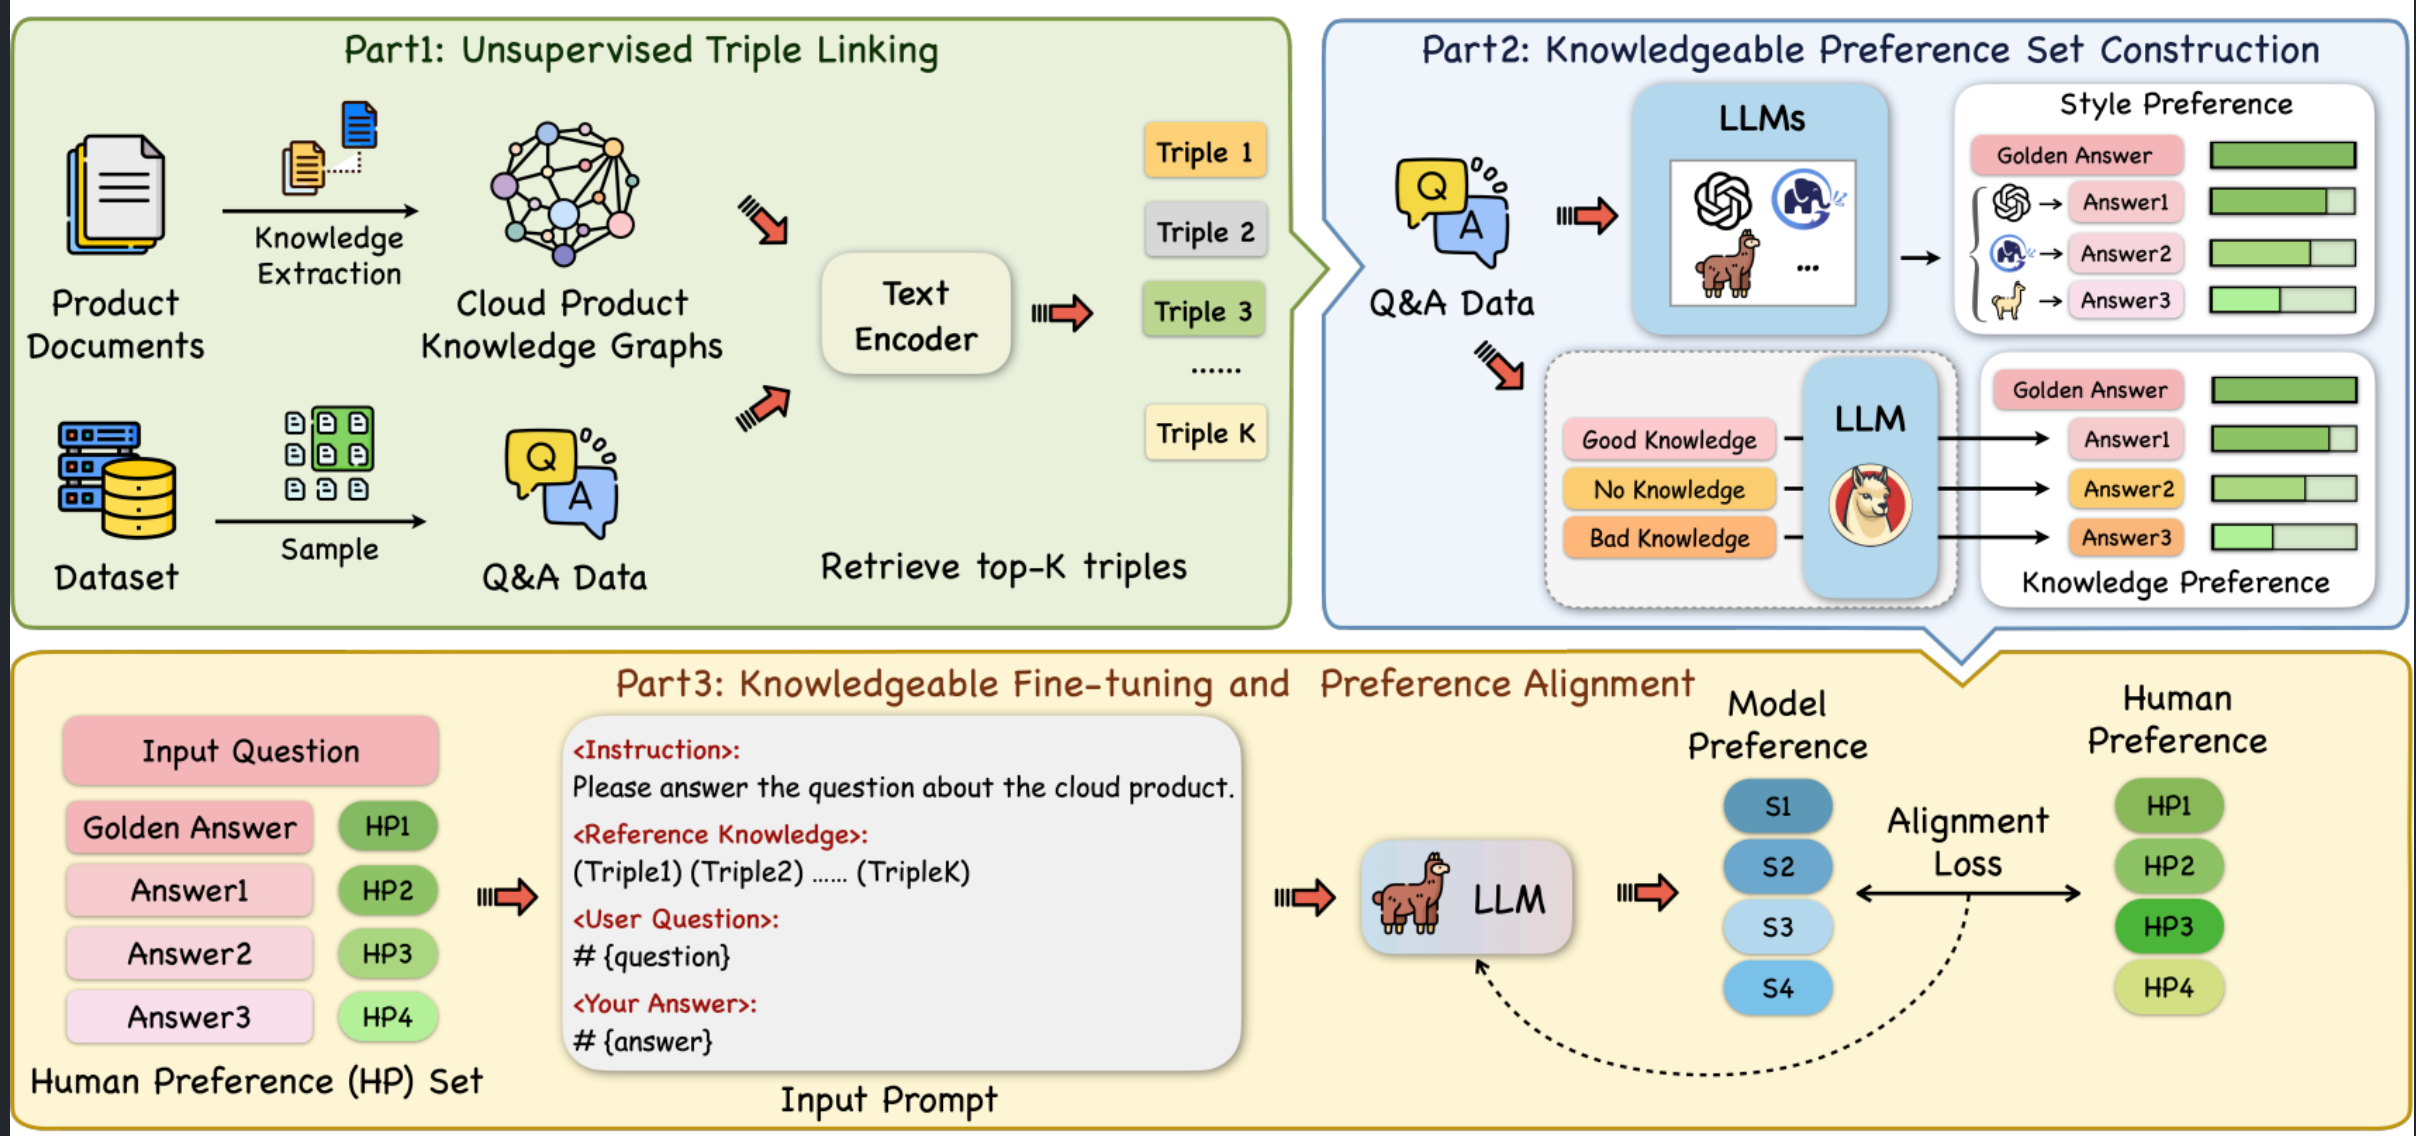 Part1: Unsupervised Triple Linking
Knowledge
Extraction
Product
Documents
Cloud Product
Knowledge Graphs
Sample
Dataset
Q
A
Q&A Data
Text
Encoder
Triple 1
Triple 2
Triple 3
......
Triple K
Retrieve top-K triples
Part2: Knowledgeable Preference Set Construction
Q
A
Q&A Data
LLMs
...
Style Preference
Golden Answer
Answer1
Answer2
Answer3
Good Knowledge
No Knowledge
Bad Knowledge
LLM
Golden Answer
Answer1
Answer2
Answer3
Knowledge Preference
Part3: Knowledgeable Fine-tuning and Preference Alignment
Input Question
Golden Answer HP1
Answer1 HP2
Answer2 HP3
Answer3 HP4
Human Preference (HP) Set
<Instruction>:
Please answer the question about the cloud product.
<Reference Knowledge>:
(Triple1) (Triple2) ...... (TripleK)
<User Question>:
# {question}
<Your Answer>:
# {answer}
Input Prompt
LLM
Model
Preference
S1
S2
S3
S4
Alignment
Loss
Human
Preference
HP1
HP2
HP3
HP4